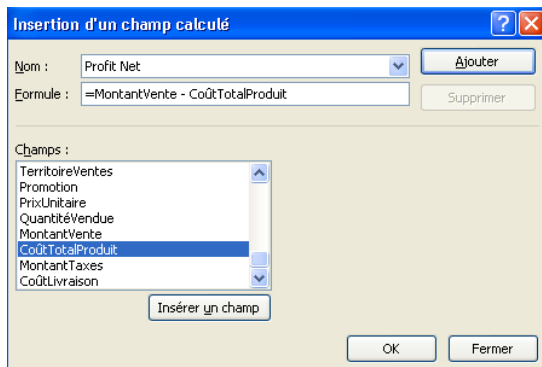 Insertion d'un champ calculé
Nom : Profit Net Ajouter
Formule : =MontantVente - CoûtTotalProduit Supprimer
Champs :
TerritoireVentes
Promotion
PrixUnitaire
QuantitéVendue
MontantVente
CoûtTotalProduit
MontantTaxes
CoûtLivraison
Insérer un champ
OK Fermer